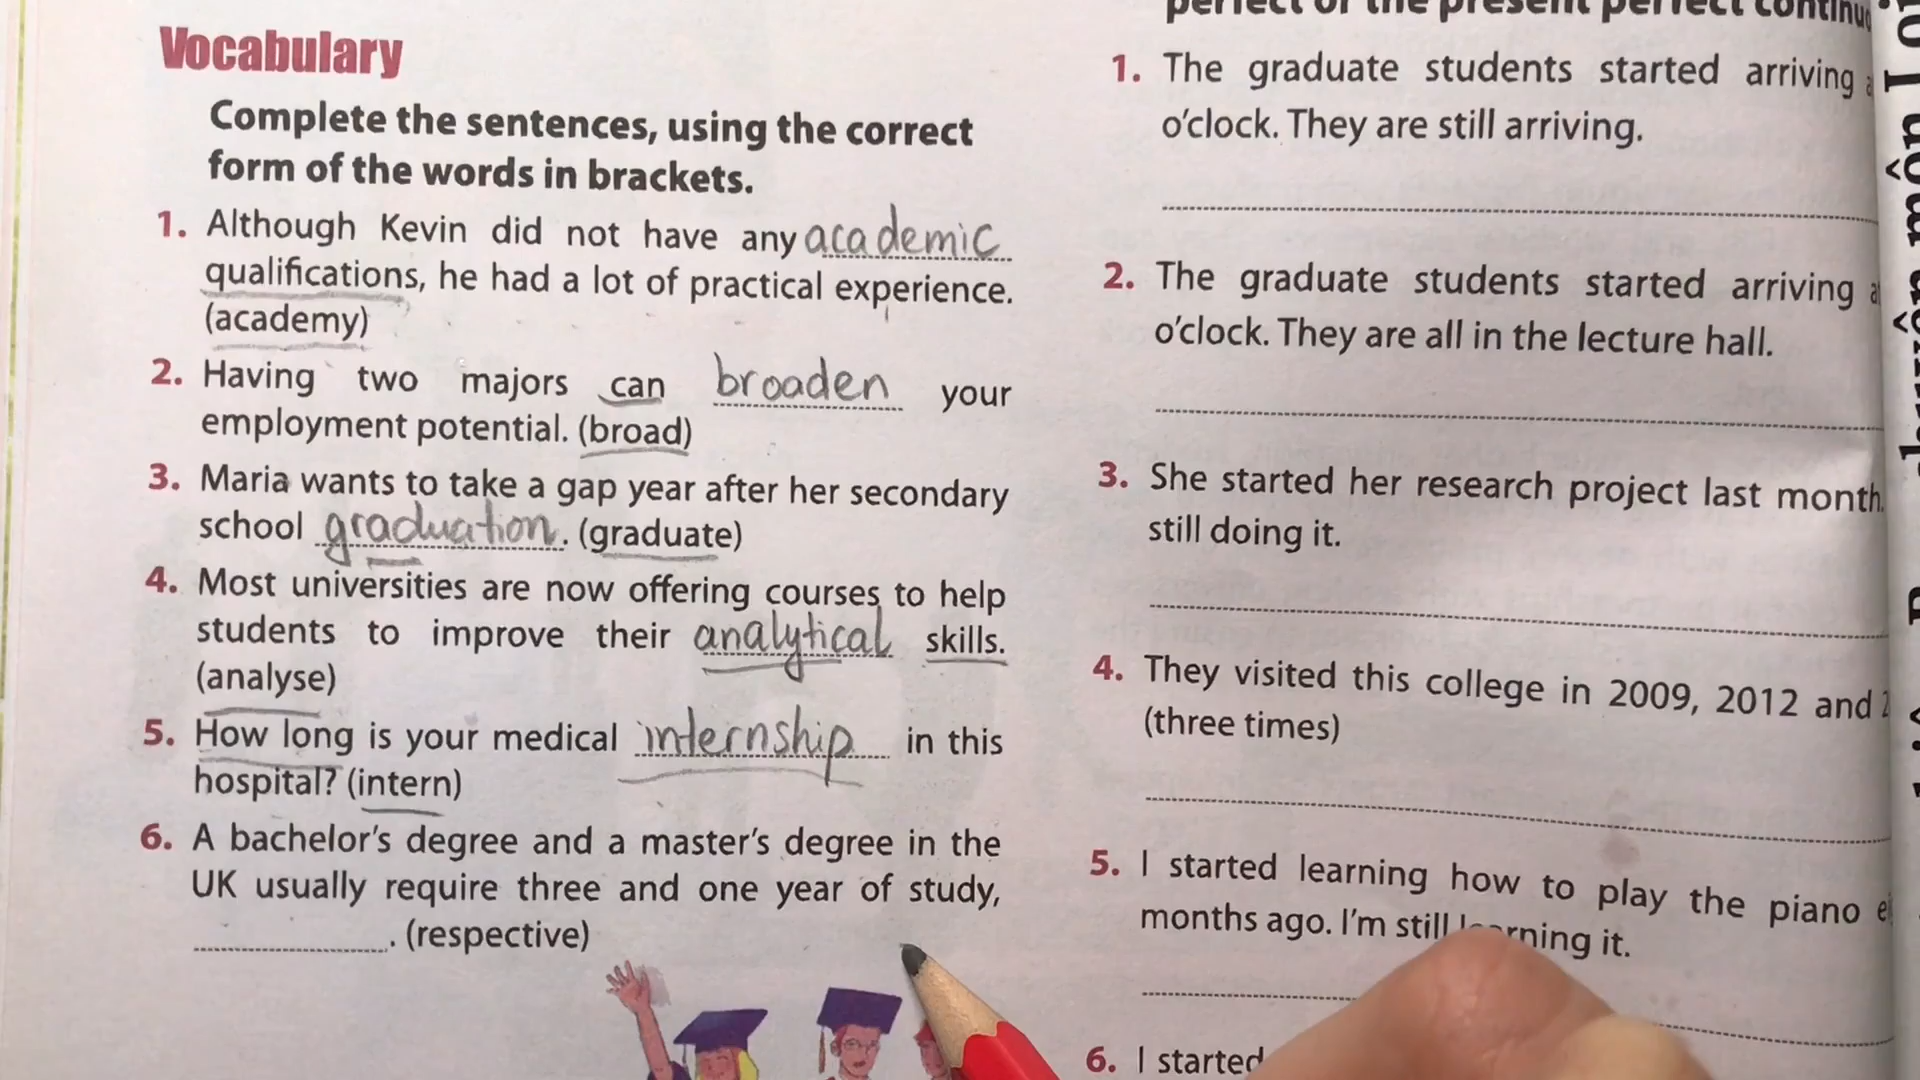 Vocabulary
Complete the sentences, using the correct
form of the words in brackets.
1. Although Kevin did not have any academic
qualifications, he had a lot of practical experience.
(academy)
2. Having two majors can broaden your
employment potential. (broad)
3. Maria wants to take a gap year after her secondary
school graduation. (graduate)
4. Most universities are now offering courses to help
students to improve their analytical skills.
(analyse)
5. How long is your medical internship in this
hospital? (intern)
6. A bachelor's degree and a master's degree in the
UK usually require three and one year of study,
. (respective)
perfect or the present perfect
1. The graduate students started arriving
o'clock. They are still arriving.
2. The graduate students started arriving
o'clock. They are all in the lecture hall.
3. She started her research project last month.
still doing it.
4. They visited this college in 2009, 2012 and
(three times)
5. I started learning how to play the piano
months ago. I'm still learning it.
6. I started